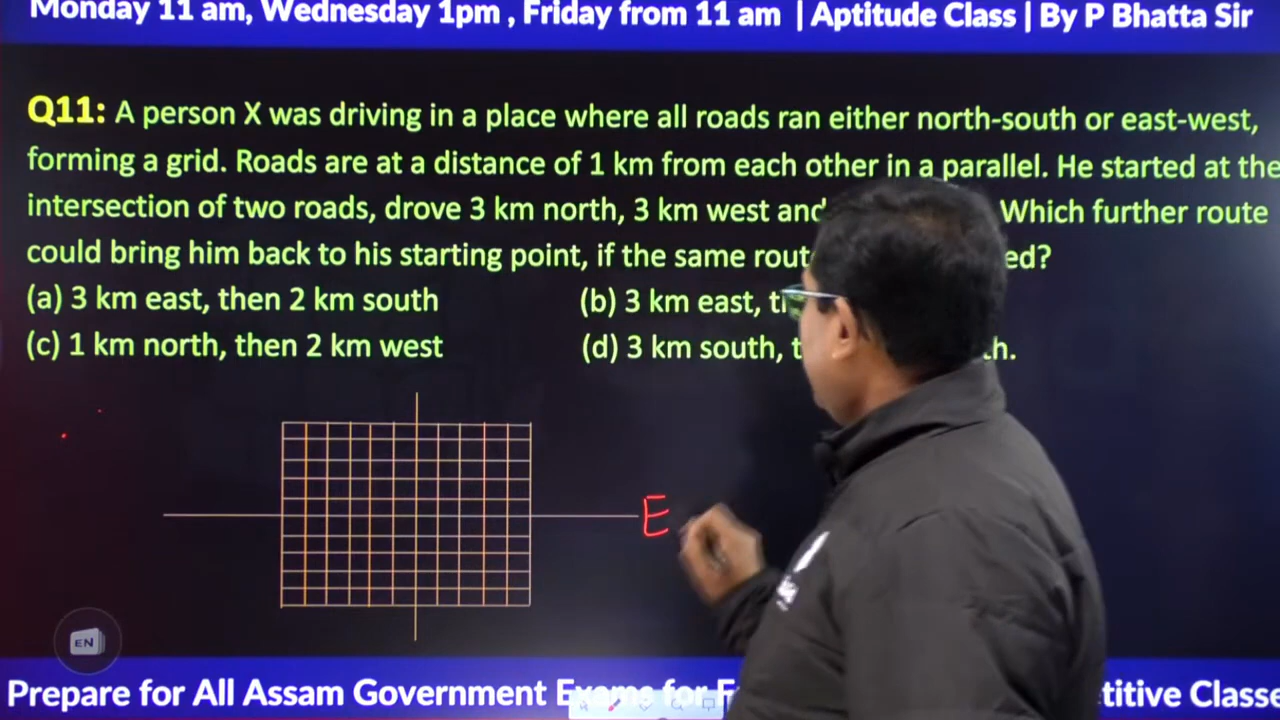 Monday 11 am, Wednesday 1pm , Friday from 11 am | Aptitude Class | By P Bhatta Sir
Q11: A person X was driving in a place where all roads ran either north-south or east-west,
forming a grid. Roads are at a distance of 1 km from each other in a parallel. He started at the
intersection of two roads, drove 3 km north, 3 km west and Which further route
could bring him back to his starting point, if the same
(a) 3 km east, then 2 km south (b) 3 km east,
(c) 1 km north, then 2 km west (d) 3 km south,
E
EN
Prepare for All Assam Government Exams for